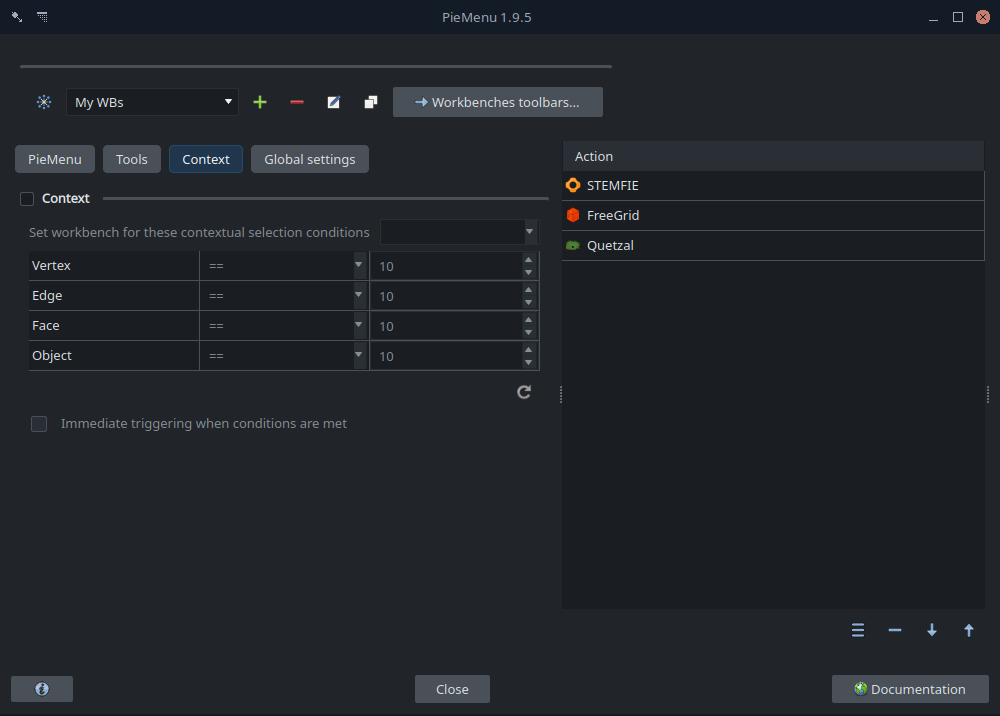 PieMenu 1.9.5
My WBs
Workbenches toolbars...
PieMenu
Tools
Context
Global settings
Action
STEMFIE
FreeGrid
Quetzal
Context
Set workbench for these contextual selection conditions
Vertex == 10
Edge == 10
Face == 10
Object == 10
Immediate triggering when conditions are met
Close
Documentation